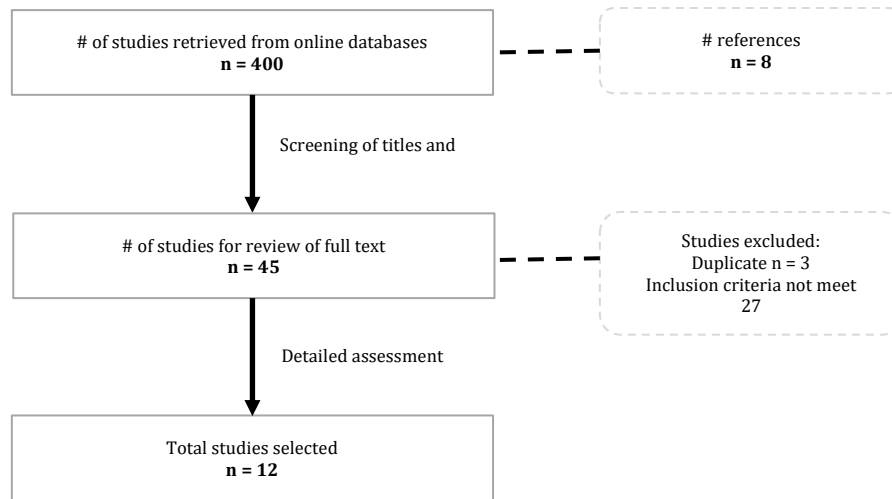 # of studies retrieved from online databases
n = 400
# references
n = 8
Screening of titles and
# of studies for review of full text
n = 45
Studies excluded:
Duplicate n = 3
Inclusion criteria not meet
27
Detailed assessment
Total studies selected
n = 12